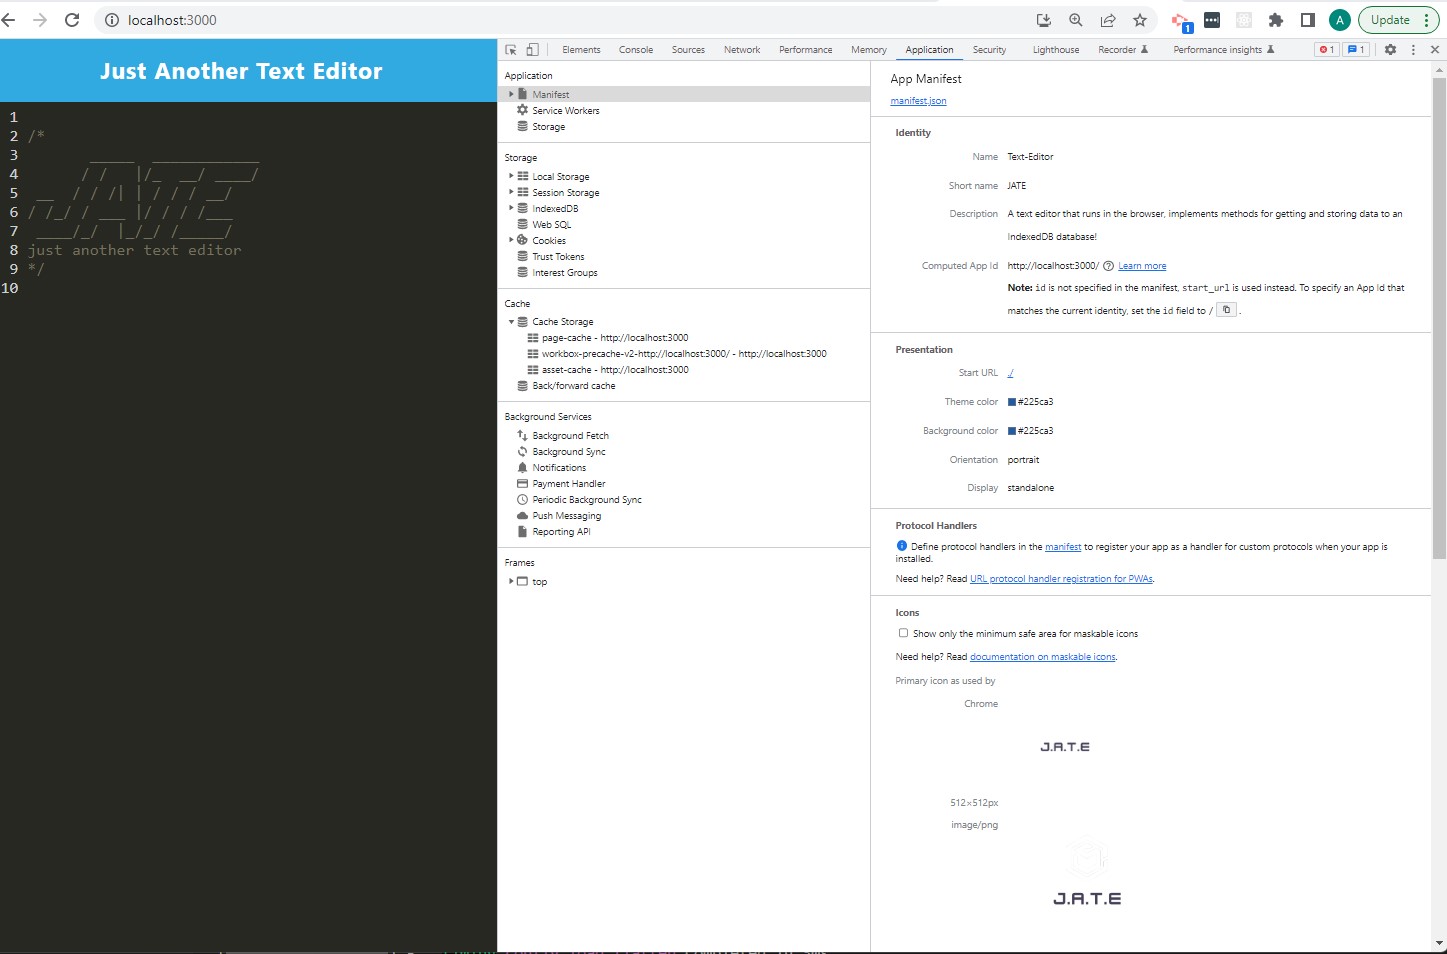 localhost:3000
A
Update
1
Just Another Text Editor
Elements Console Sources Network Performance Memory Application Security Lighthouse Recorder Performance insights 1 1
1
2 /*
3 _____ ____________
4 / / |/_ __/ ____/
5 __ / / /| | / / / __/
6 / /_/ / ___ |/ / / /___
7 ____/_/ |_/_/ /_____/
8 just another text editor
9 */
10
Application
Manifest
Service Workers
Storage
Storage
Local Storage
Session Storage
IndexedDB
Web SQL
Cookies
Trust Tokens
Interest Groups
Cache
Cache Storage
page-cache - http://localhost:3000
workbox-precache-v2-http://localhost:3000/ - http://localhost:3000
asset-cache - http://localhost:3000
Back/forward cache
Background Services
Background Fetch
Background Sync
Notifications
Payment Handler
Periodic Background Sync
Push Messaging
Reporting API
Frames
top
App Manifest
manifest.json
Identity
Name Text-Editor
Short name JATE
Description A text editor that runs in the browser, implements methods for getting and storing data to an
IndexedDB database!
Computed App Id http://localhost:3000/ Learn more
Note: id is not specified in the manifest, start_url is used instead. To specify an App Id that
matches the current identity, set the id field to / .
Presentation
Start URL ./
Theme color #225ca3
Background color #225ca3
Orientation portrait
Display standalone
Protocol Handlers
Define protocol handlers in the manifest to register your app as a handler for custom protocols when your app is
installed.
Need help? Read URL protocol handler registration for PWAs.
Icons
Show only the minimum safe area for maskable icons
Need help? Read documentation on maskable icons.
Primary icon as used by
Chrome
J.A.T.E
512×512px
image/png
J.A.T.E